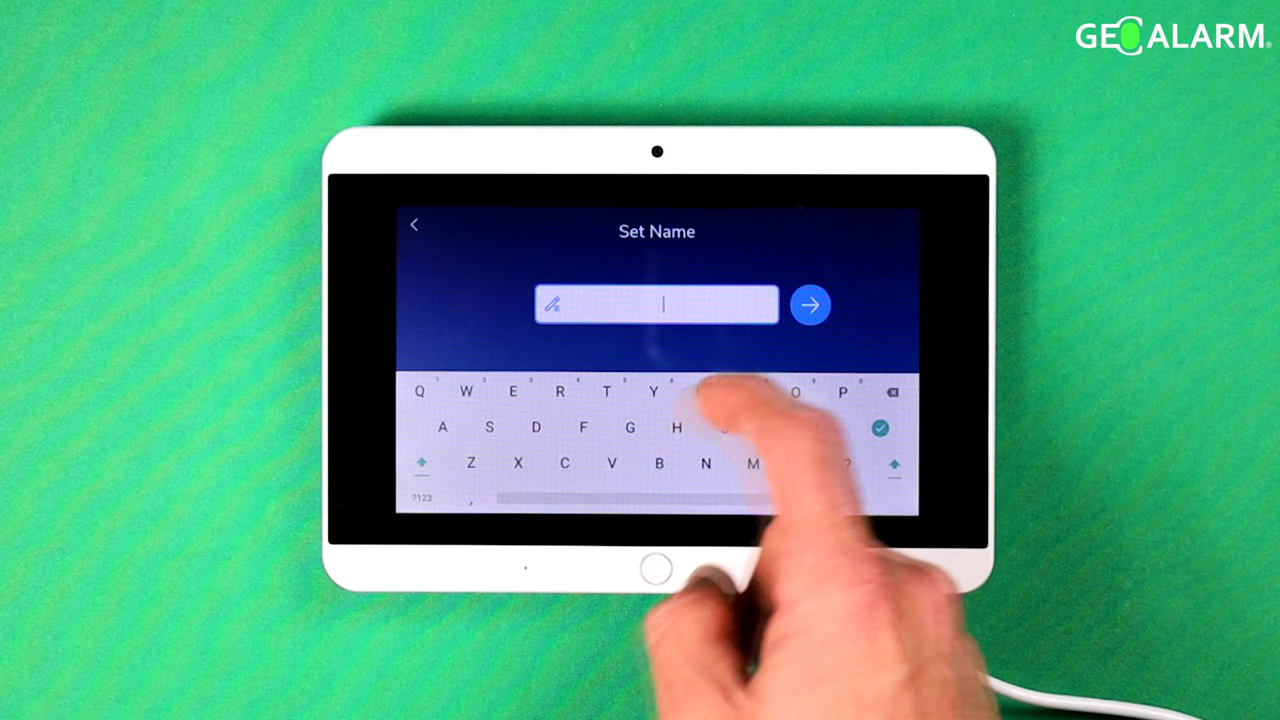 GEOALARM
Set Name
Q W E R T Y O P
A S D F G H
Z X C V B N M ?
?123 ,